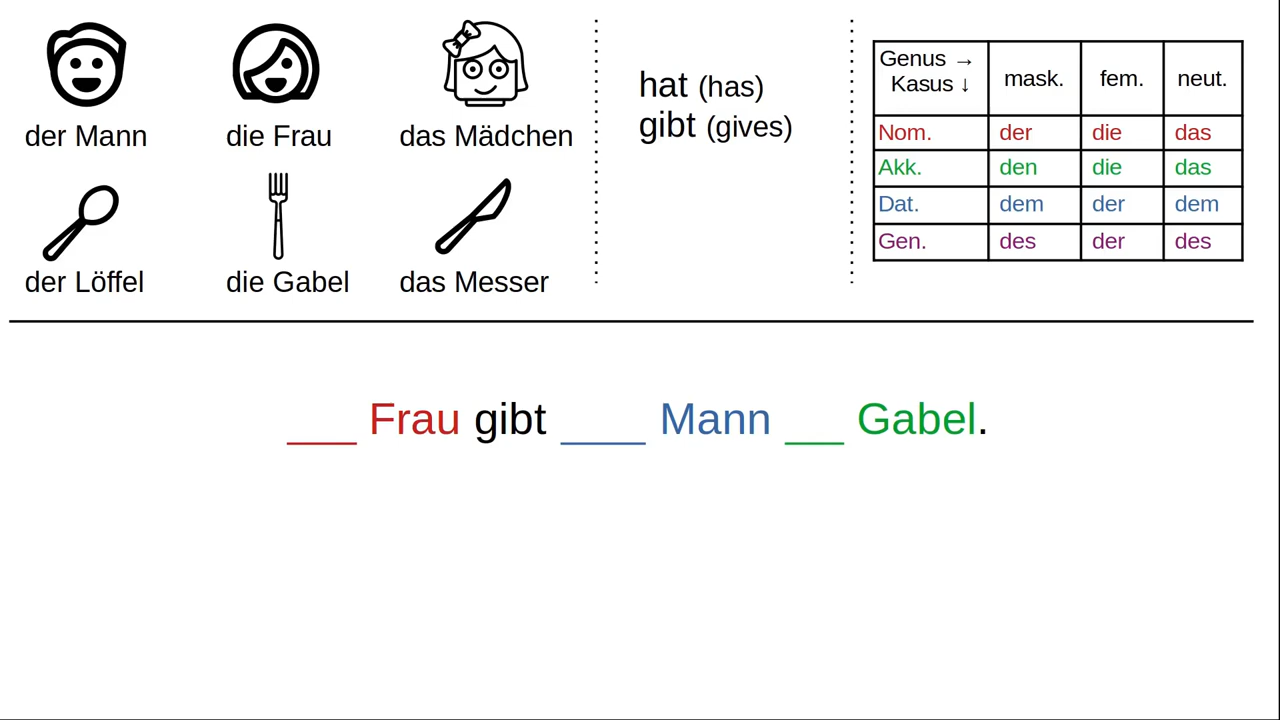 der Mann die Frau das Mädchen
der Löffel die Gabel das Messer
hat (has)
gibt (gives)
Genus →
Kasus ↓ mask. fem. neut.
Nom. der die das
Akk. den die das
Dat. dem der dem
Gen. des der des
___ Frau gibt ____ Mann ___ Gabel.